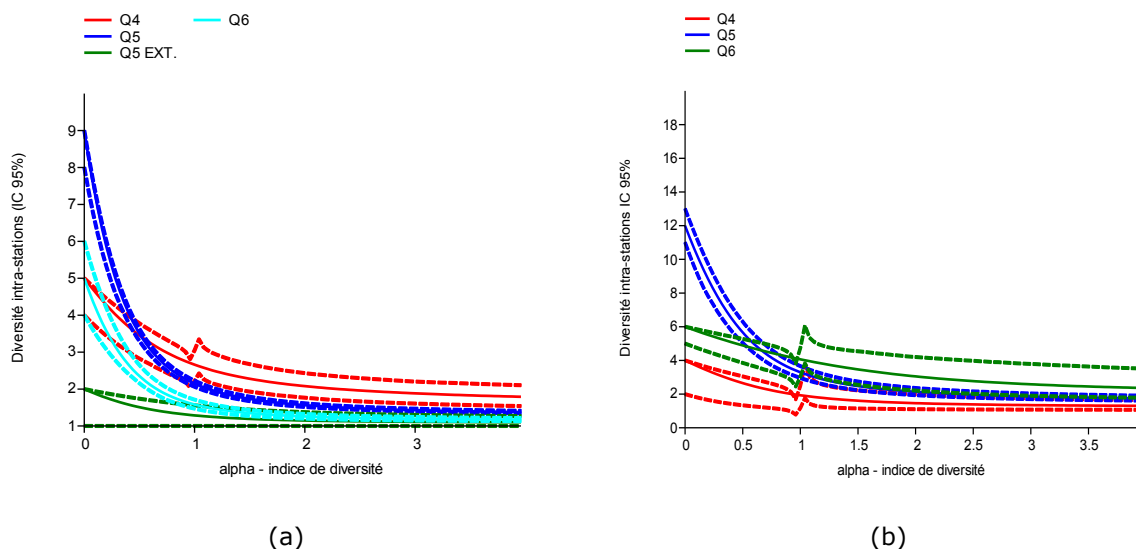 Q4
Q6
Q5
Q5 EXT.
Diversité intra-stations (IC 95%)
9
8
7
6
5
4
3
2
1
0
1
2
3
alpha - indice de diversité
(a)
Q4
Q5
Q6
Diversité intra-stations IC 95%
18
16
14
12
10
8
6
4
2
0
0
0.5
1
1.5
2
2.5
3
3.5
alpha - indice de diversité
(b)